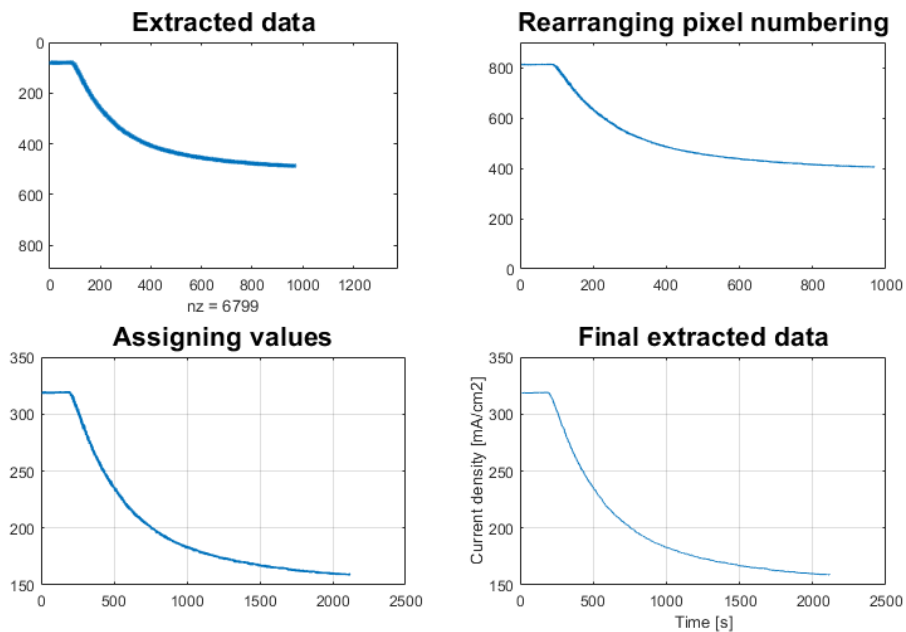 Extracted data
0
200
400
600
800
0 200 400 600 800 1000 1200
nz = 6799
Rearranging pixel numbering
800
600
400
200
0
0 200 400 600 800 1000
Assigning values
350
300
250
200
150
0 500 1000 1500 2000 2500
Final extracted data
Current density [mA/cm2]
350
300
250
200
150
0 500 1000 1500 2000 2500
Time [s]